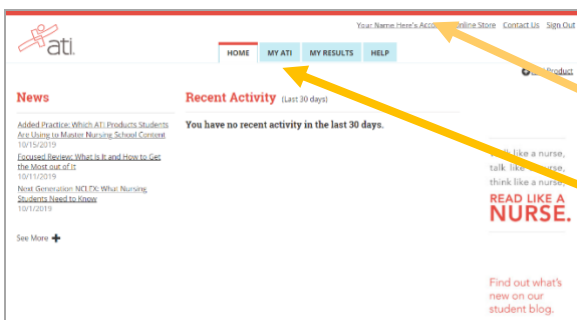 Your Name Here's Account Online Store Contact Us Sign Out
ati
HOME MY ATI MY RESULTS HELP
Product
News
Added Practice: Which ATI Products Students
Are Using to Master Nursing School Content
10/15/2019
Focused Review: What Is It and How to Get
the Most out of It
10/11/2019
Next Generation NCLEX: What Nursing
Students Need to Know
10/1/2019
See More
Recent Activity (Last 30 days)
You have no recent activity in the last 30 days.
like a nurse,
talk like a nurse,
think like a nurse,
READ LIKE A
NURSE.
Find out what's
new on our
student blog.